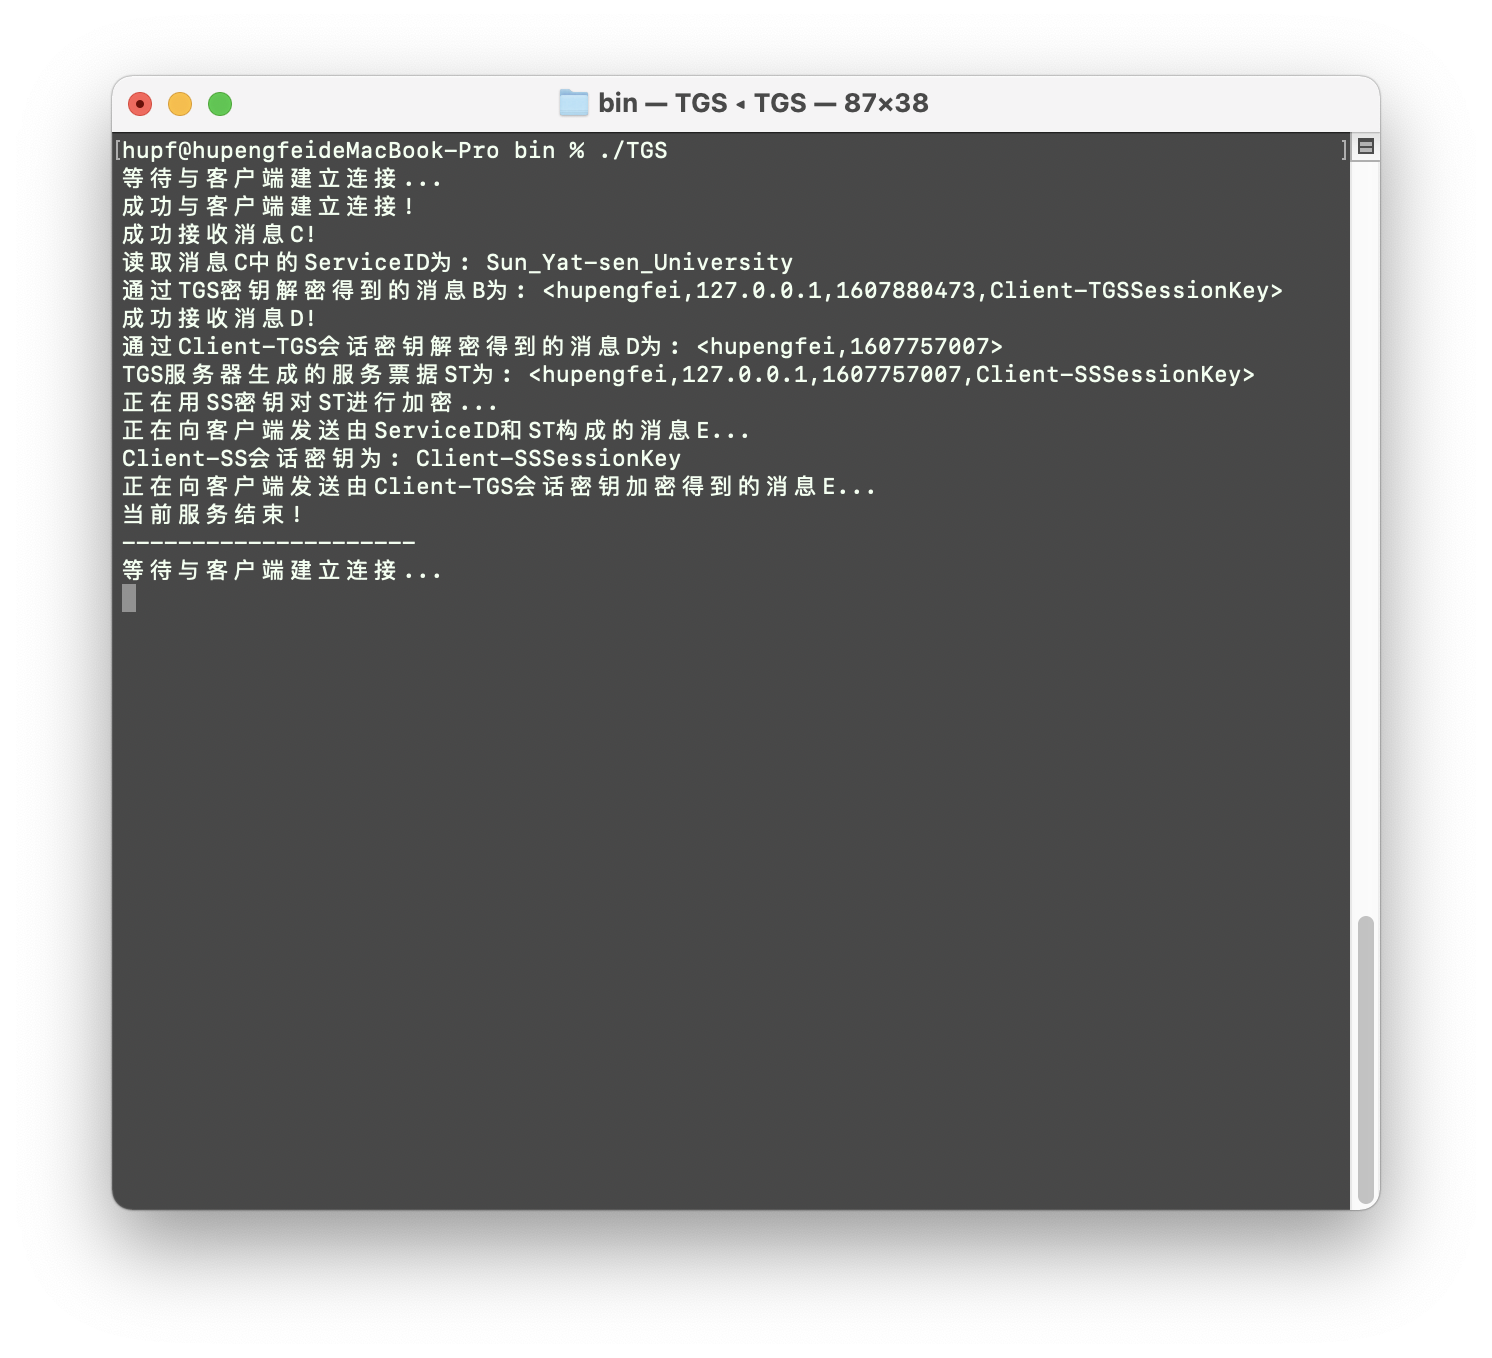 bin — TGS ◂ TGS — 87×38
[hupf@hupengfeideMacBook-Pro bin % ./TGS ]
等待与客户端建立连接...
成功与客户端建立连接!
成功接收消息C!
读取消息C中的ServiceID为: Sun_Yat-sen_University
通过TGS密钥解密得到的消息B为: <hupengfei,127.0.0.1,1607880473,Client-TGSSessionKey>
成功接收消息D!
通过Client-TGS会话密钥解密得到的消息D为: <hupengfei,1607757007>
TGS服务器生成的服务票据ST为: <hupengfei,127.0.0.1,1607757007,Client-SSSessionKey>
正在用SS密钥对ST进行加密...
正在向客户端发送由ServiceID和ST构成的消息E...
Client-SS会话密钥为: Client-SSSessionKey
正在向客户端发送由Client-TGS会话密钥加密得到的消息E...
当前服务结束!
---------------------
等待与客户端建立连接...